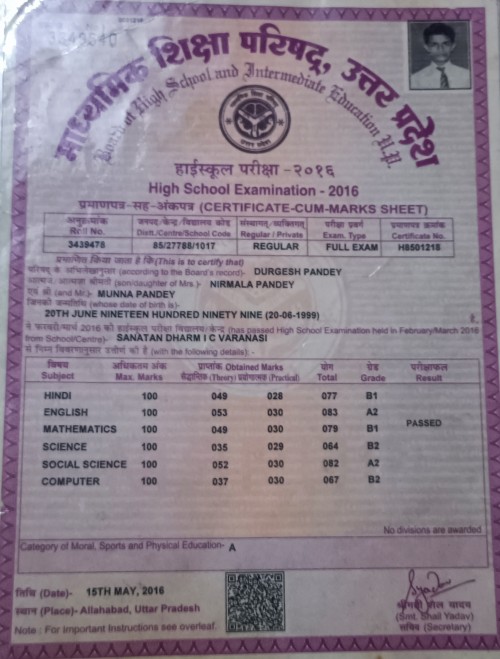 माध्यमिक शिक्षा परिषद्, उत्तर प्रदेश
Board of High School and Intermediate Education U.P.
हाईस्कूल परीक्षा -२०१६
High School Examination - 2016
प्रमाणपत्र-सह-अंकपत्र (CERTIFICATE-CUM-MARKS SHEET)
अनुक्रमांक जनपद/केन्द्र/विद्यालय कोड संस्थागत/व्यक्तिगत परीक्षा प्रवर्ग प्रमाणपत्र क्रमांक
Roll No. Distt./Centre/School Code Regular / Private Exam. Type Certificate No.
3439478 85/27788/1017 REGULAR FULL EXAM H8501218
प्रमाणित किया जाता है कि(This is certify that)
परिषद् के अभिलेखानुसार (according to the Board's record)- DURGESH PANDEY
आत्मज/आत्मजा श्रीमती (son/daughter of Mrs.)- NIRMALA PANDEY
एवं श्री (and Mr.)- MUNNA PANDEY
जिनकी जन्मतिथि (whose date of birth is)-
20TH JUNE NINETEEN HUNDRED NINETY NINE (20-06-1999)
ने फरवरी/मार्च 2016 की हाईस्कूल परीक्षा विद्यालय/केन्द्र (has passed High School Examination held in February/March 2016
from School/Centre)- SANATAN DHARM I C VARANASI
से निम्न विवरणानुसार उत्तीर्ण की है (with the following details): -
विषय अधिकतम अंक प्राप्तांक Obtained Marks योग ग्रेड परीक्षाफल
Subject Max. Marks सैद्धान्तिक (Theory) प्रयोगात्मक (Practical) Total Grade Result
HINDI 100 049 028 077 B1
ENGLISH 100 053 030 083 A2
MATHEMATICS 100 049 030 079 B1 PASSED
SCIENCE 100 035 029 064 B2
SOCIAL SCIENCE 100 052 030 082 A2
COMPUTER 100 037 030 067 B2
No divisions are awarded
Category of Moral, Sports and Physical Education- A
तिथि (Date)- 15TH MAY, 2016
स्थान (Place)- Allahabad, Uttar Pradesh
Note : For Important Instructions see overleaf.
(Smt. Shail Yadav)
सचिव (Secretary)